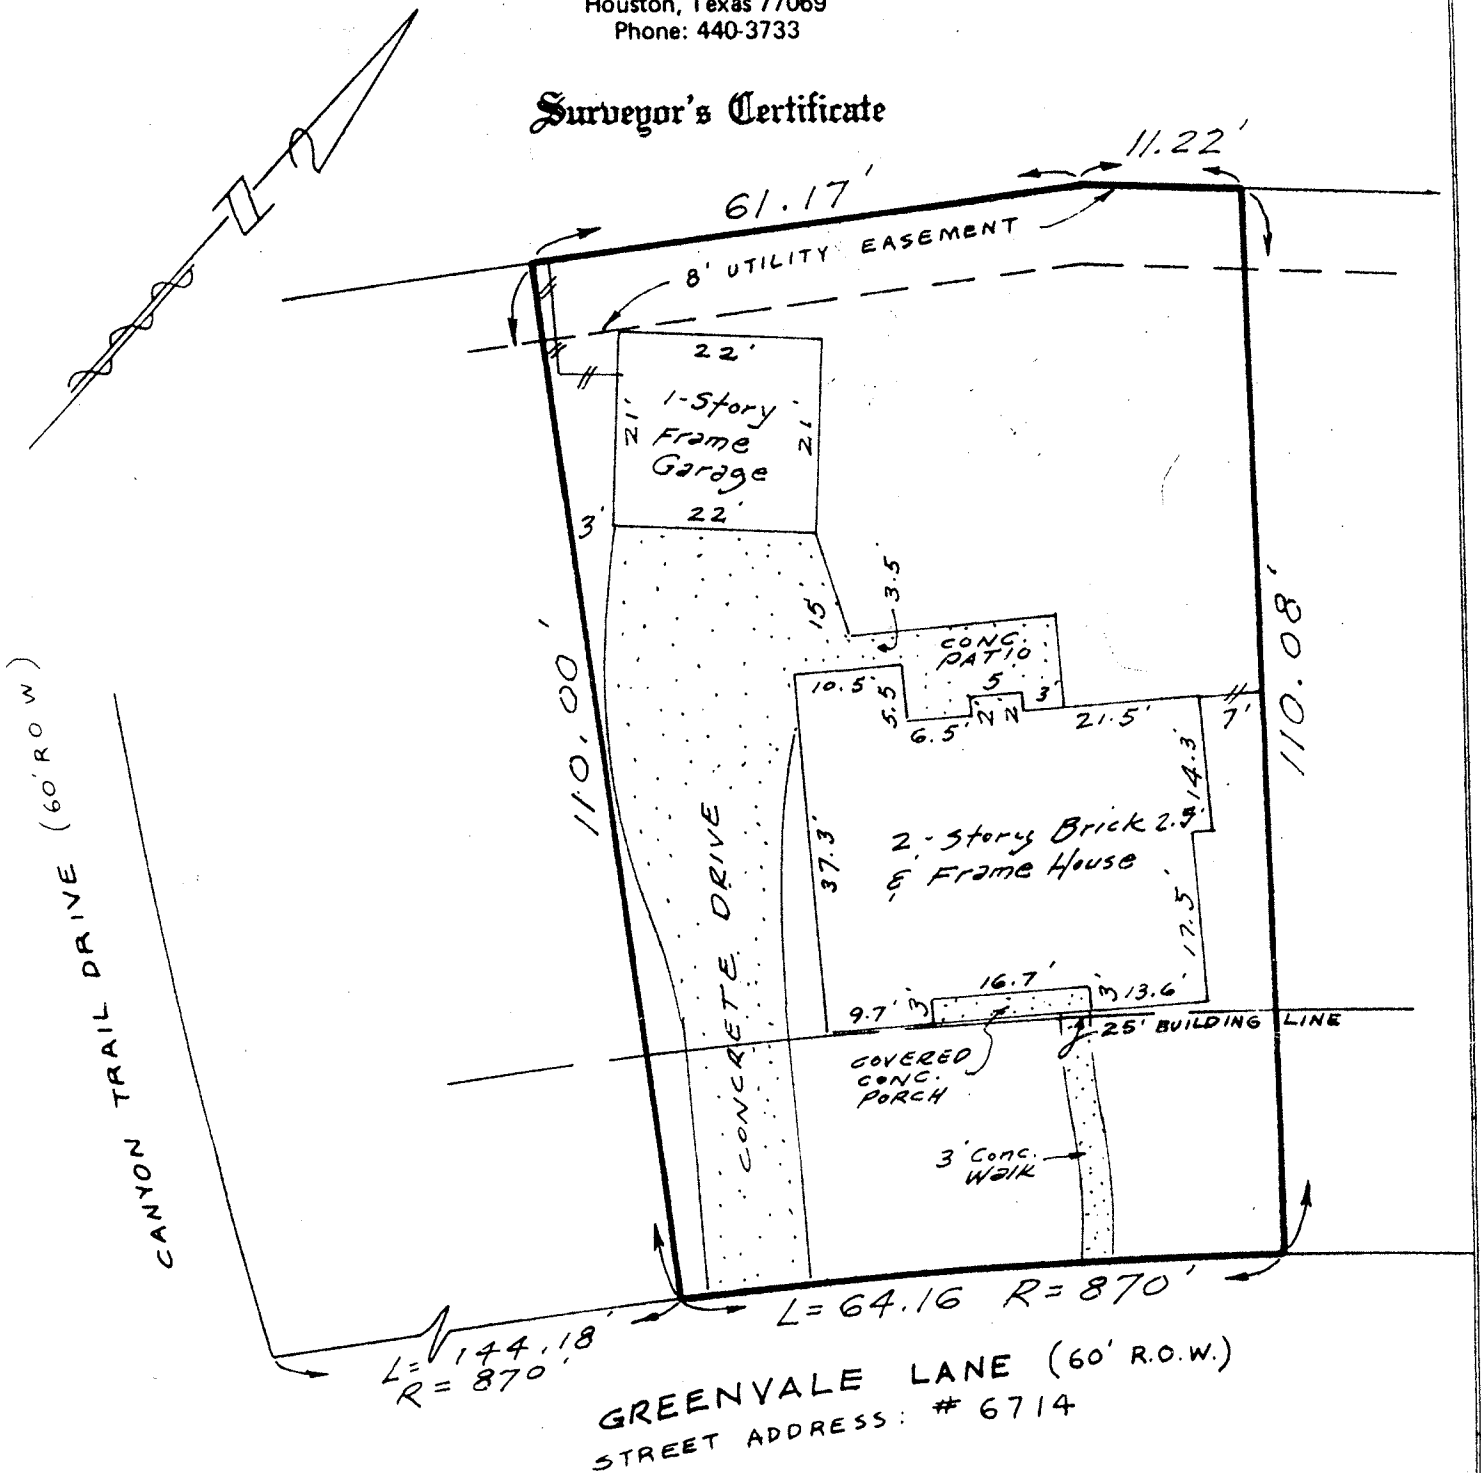 Houston, Texas 77069
Phone: 440-3733
Surveyor's Certificate
N
11.22'
61.17'
8' UTILITY EASEMENT
22'
21'
1-Story
Frame
Garage
21'
22'
3'
15'
3.5
CONC.
PATIO
10.5'
5.5
6.5'
2
5
2
3'
21.5'
7'
110.00'
110.08'
14.3'
2.5'
17.5'
37.3'
2-Story Brick
& Frame House
CONCRETE DRIVE
9.7'
3
16.7'
3
13.6'
25' BUILDING LINE
COVERED
CONC.
PORCH
3' Conc.
Walk
CANYON TRAIL DRIVE (60' R O W)
L= 144.18'
R = 870'
L= 64.16 R= 870'
GREENVALE LANE (60' R.O.W.)
STREET ADDRESS: # 6714